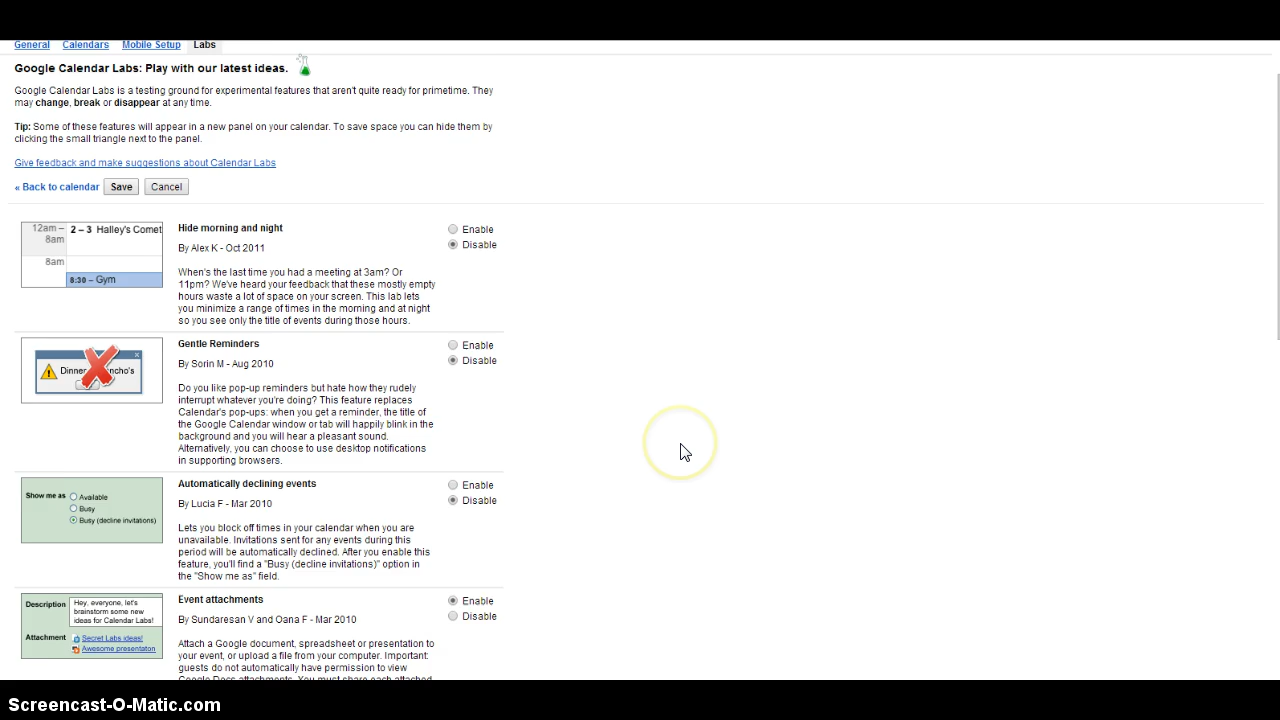 General Calendars Mobile Setup Labs
Google Calendar Labs: Play with our latest ideas.
Google Calendar Labs is a testing ground for experimental features that aren't quite ready for primetime. They
may change, break or disappear at any time.
Tip: Some of these features will appear in a new panel on your calendar. To save space you can hide them by
clicking the small triangle next to the panel.
Give feedback and make suggestions about Calendar Labs
« Back to calendar Save Cancel
12am –
8am
2 – 3 Halley's Comet
8am
8:30 – Gym
Hide morning and night
By Alex K - Oct 2011
When's the last time you had a meeting at 3am? Or
11pm? We've heard your feedback that these mostly empty
hours waste a lot of space on your screen. This lab lets
you minimize a range of times in the morning and at night
so you see only the title of events during those hours.
Enable
Disable
Gentle Reminders
By Sorin M - Aug 2010
Do you like pop-up reminders but hate how they rudely
interrupt whatever you're doing? This feature replaces
Calendar's pop-ups: when you get a reminder, the title of
the Google Calendar window or tab will happily blink in the
background and you will hear a pleasant sound.
Alternatively, you can choose to use desktop notifications
in supporting browsers.
Enable
Disable
Show me as
Available
Busy
Busy (decline invitations)
Automatically declining events
By Lucia F - Mar 2010
Lets you block off times in your calendar when you are
unavailable. Invitations sent for any events during this
period will be automatically declined. After you enable this
feature, you'll find a "Busy (decline invitations)" option in
the "Show me as" field.
Enable
Disable
Description
Hey, everyone, let's
brainstorm some new
ideas for Calendar Labs!
Attachment
Secret Labs ideas!
Awesome presentaton
Event attachments
By Sundaresan V and Oana F - Mar 2010
Attach a Google document, spreadsheet or presentation to
your event, or upload a file from your computer. Important:
guests do not automatically have permission to view
Google Docs attachments. You must share each attached
Enable
Disable
Screencast-O-Matic.com